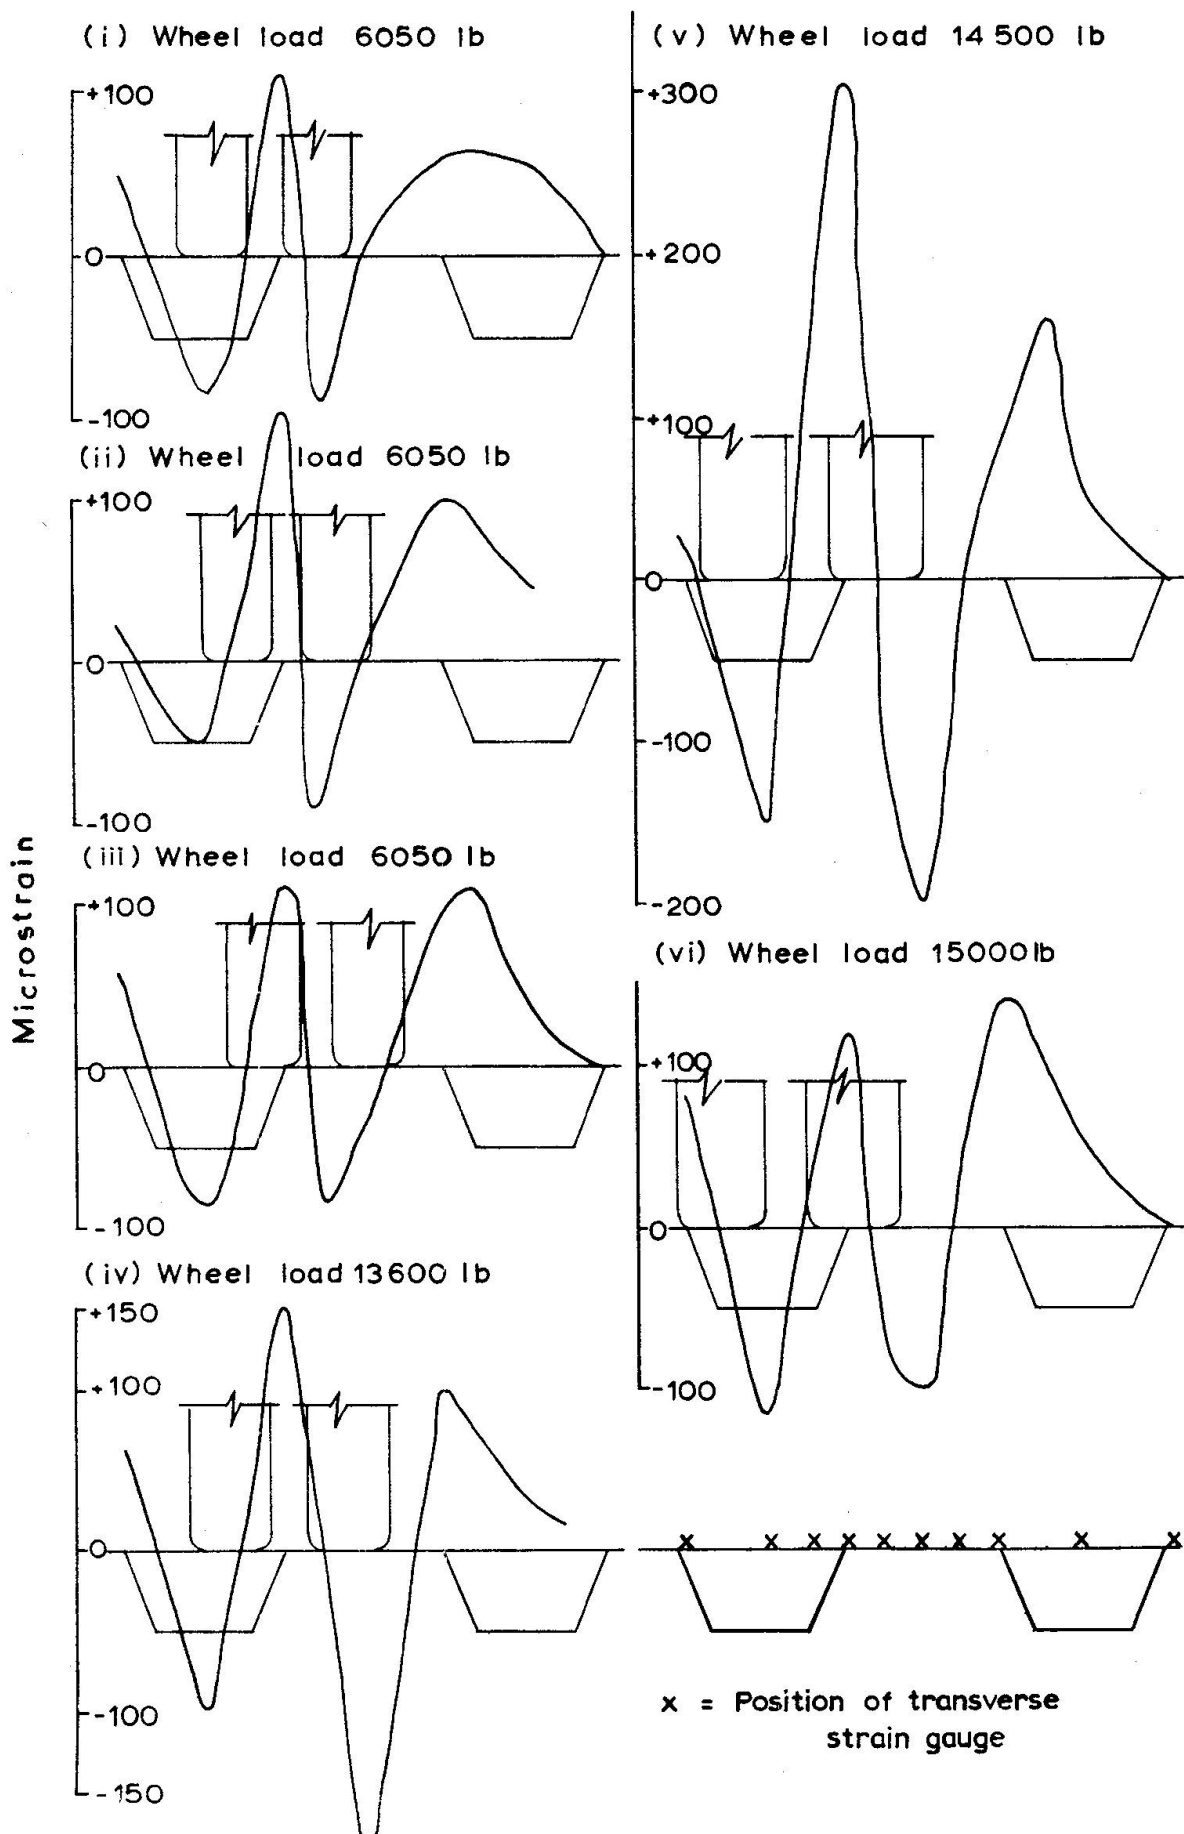 (i) Wheel load 6050 lb
+100
0
-100
(ii) Wheel load 6050 lb
+100
0
-100
(iii) Wheel load 6050 lb
+100
0
-100
(iv) Wheel load 13600 lb
+150
+100
0
-100
-150
Microstrain
(v) Wheel load 14 500 lb
+300
+200
+100
0
-100
-200
(vi) Wheel load 15000 lb
+100
0
-100
x x x x x x x x x x
x = Position of transverse
strain gauge